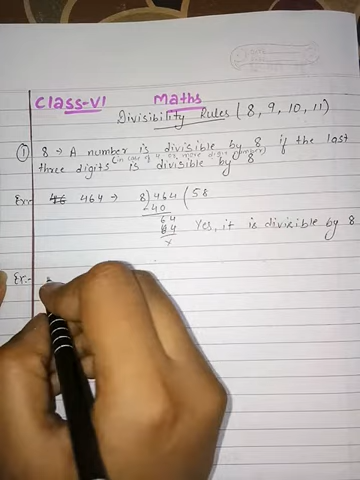 Class-VI Maths
Divisibility Rules (8, 9, 10, 11)
① 8 → A number is divisible by 8 if the last
(in case of 4 or more digit number)
three digits is divisible by 8
Ex:- 46 464 → 8) 464 ( 58
-40
64
64
x
Yes, it is divisible by 8
Ex:-